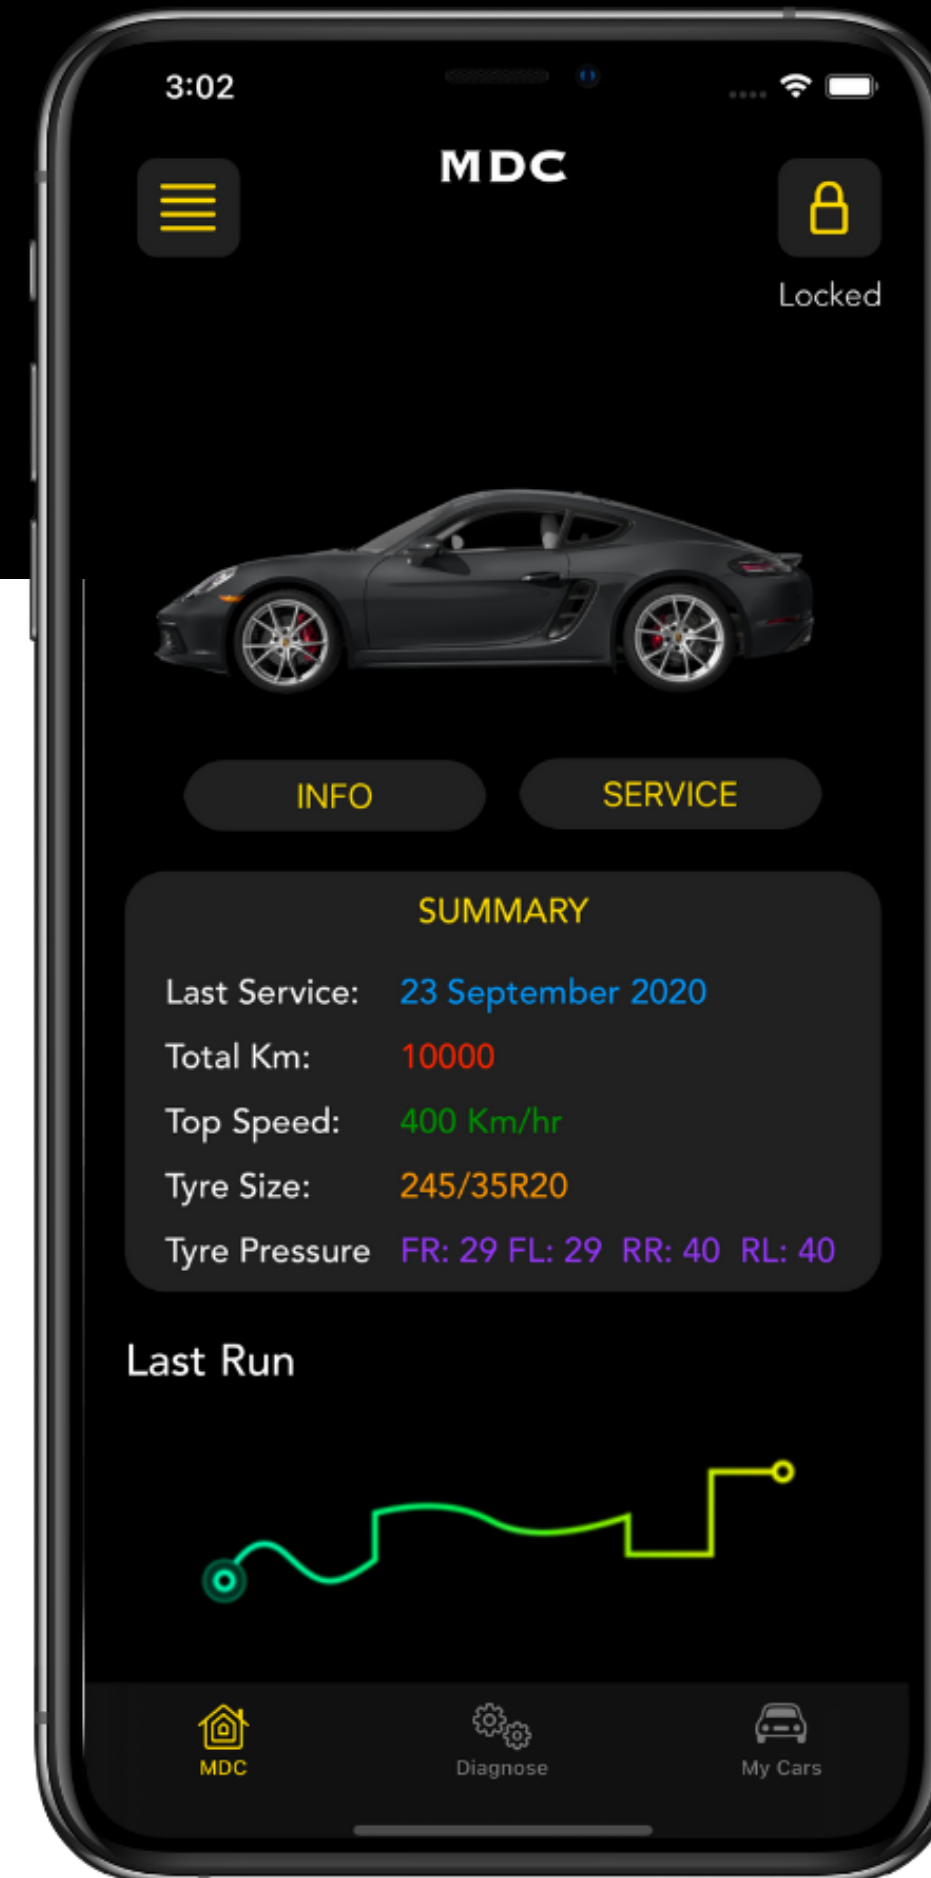 3:02
MDC
Locked
INFO
SERVICE
SUMMARY
Last Service: 23 September 2020
Total Km: 10000
Top Speed: 400 Km/hr
Tyre Size: 245/35R20
Tyre Pressure FR: 29 FL: 29 RR: 40 RL: 40
Last Run
MDC
Diagnose
My Cars